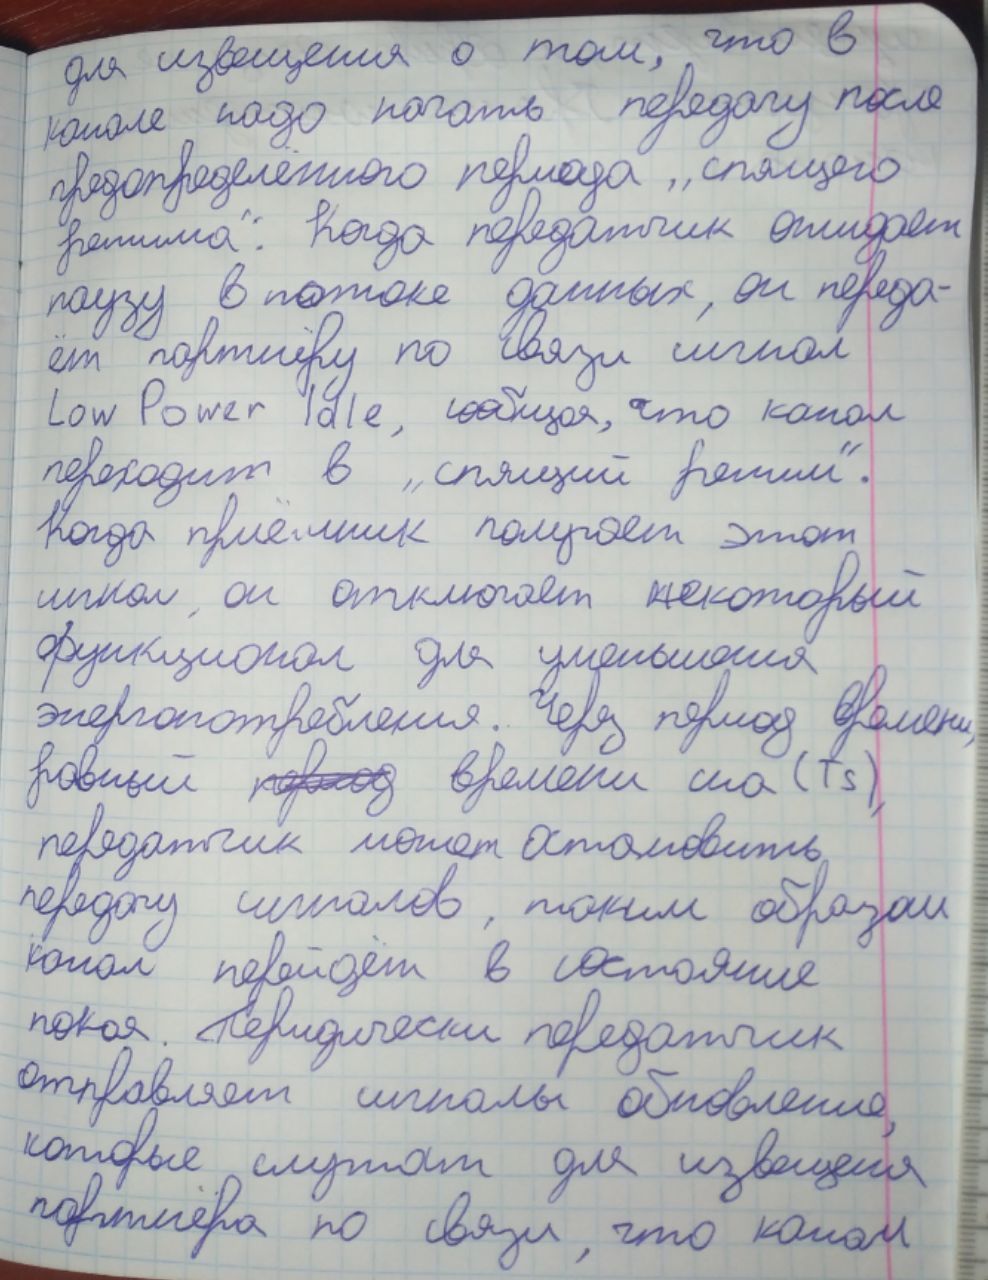 для извещения о том, что в
канале надо начать передачу после
предопределённого периода „спящего
режима“. Когда передатчик ожидает
паузу в потоке данных, он переда-
ёт партнёру по связи сигнал
Low Power Idle, сообщая, что канал
переходит в „спящий режим“.
Когда приёмник получает этот
сигнал, он отключает некоторый
функционал для уменьшения
энергопотребления. Через период времени,
равный период времени сна (Ts),
передатчик может остановить
передачу сигналов, таким образом
канал перейдёт в состояние
покоя. Периодически передатчик
отправляет сигналы обновления,
которые служат для извещения
партнёра по связи, что канал